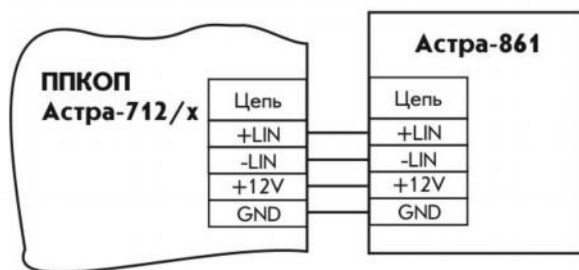 ППКОП
Астра-712/х
Цепь
+LIN
-LIN
+12V
GND
Астра-861
Цепь
+LIN
-LIN
+12V
GND